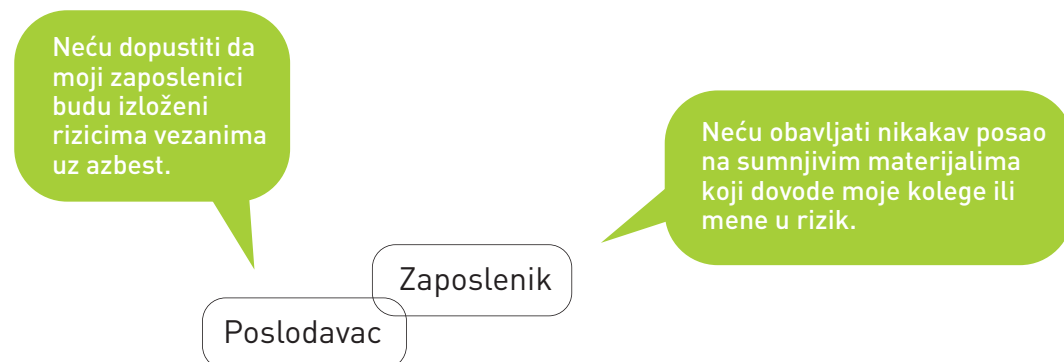 Neću dopustiti da
moji zaposlenici
budu izloženi
rizicima vezanima
uz azbest.
Neću obavljati nikakav posao
na sumnjivim materijalima
koji dovode moje kolege ili
mene u rizik.
Zaposlenik
Poslodavac